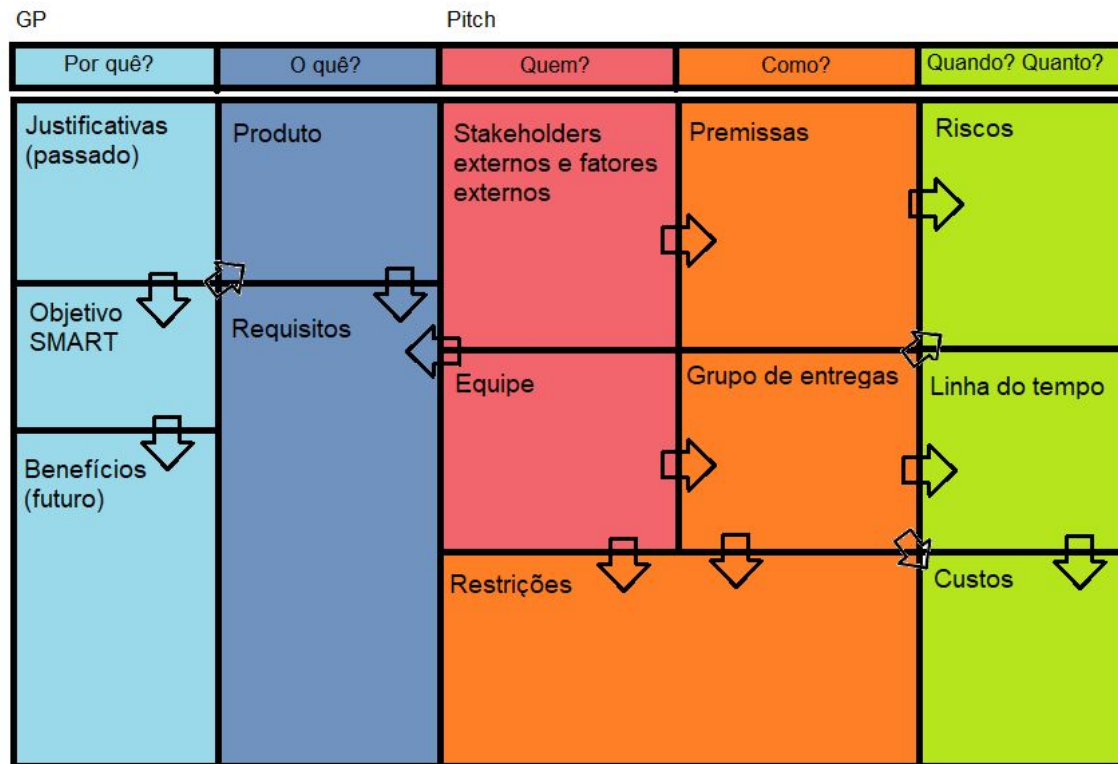 GP
Pitch
Por quê?
O quê?
Quem?
Como?
Quando? Quanto?
Justificativas
(passado)
Objetivo
SMART
Benefícios
(futuro)
Produto
Requisitos
Stakeholders
externos e fatores
externos
Equipe
Premissas
Grupo de entregas
Restrições
Riscos
Linha do tempo
Custos